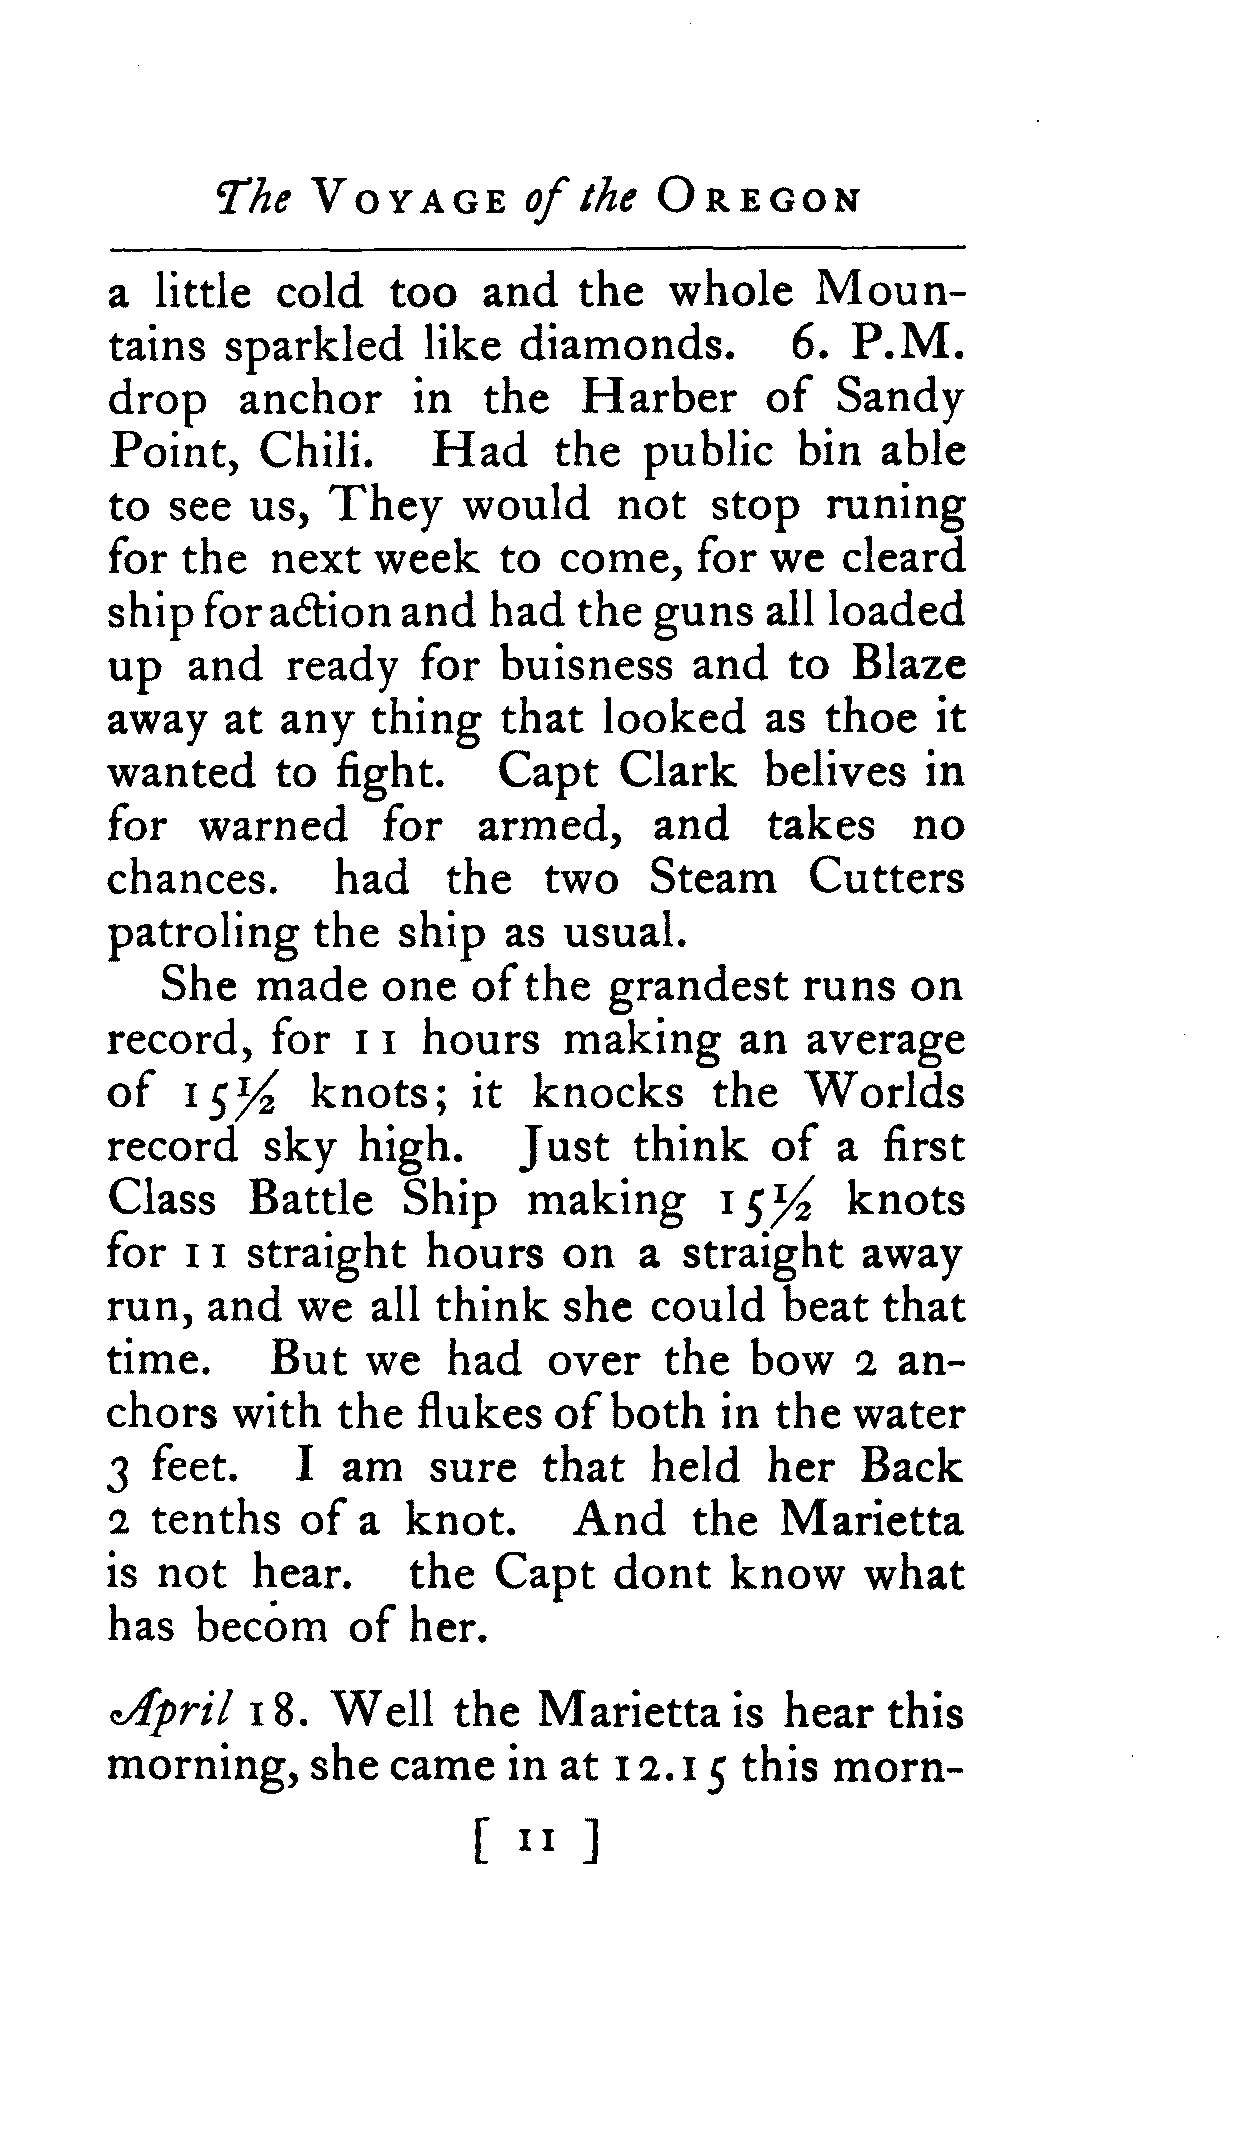 The VOYAGE of the OREGON
a little cold too and the whole Moun-
tains sparkled like diamonds. 6. P.M.
drop anchor in the Harber of Sandy
Point, Chili. Had the public bin able
to see us, They would not stop runing
for the next week to come, for we cleard
ship for action and had the guns all loaded
up and ready for buisness and to Blaze
away at any thing that looked as thoe it
wanted to fight. Capt Clark belives in
for warned for armed, and takes no
chances. had the two Steam Cutters
patroling the ship as usual.
She made one of the grandest runs on
record, for 11 hours making an average
of 15½ knots; it knocks the Worlds
record sky high. Just think of a first
Class Battle Ship making 15½ knots
for 11 straight hours on a straight away
run, and we all think she could beat that
time. But we had over the bow 2 an-
chors with the flukes of both in the water
3 feet. I am sure that held her Back
2 tenths of a knot. And the Marietta
is not hear. the Capt dont know what
has becom of her.
April 18. Well the Marietta is hear this
morning, she came in at 12.15 this morn-
[ 11 ]